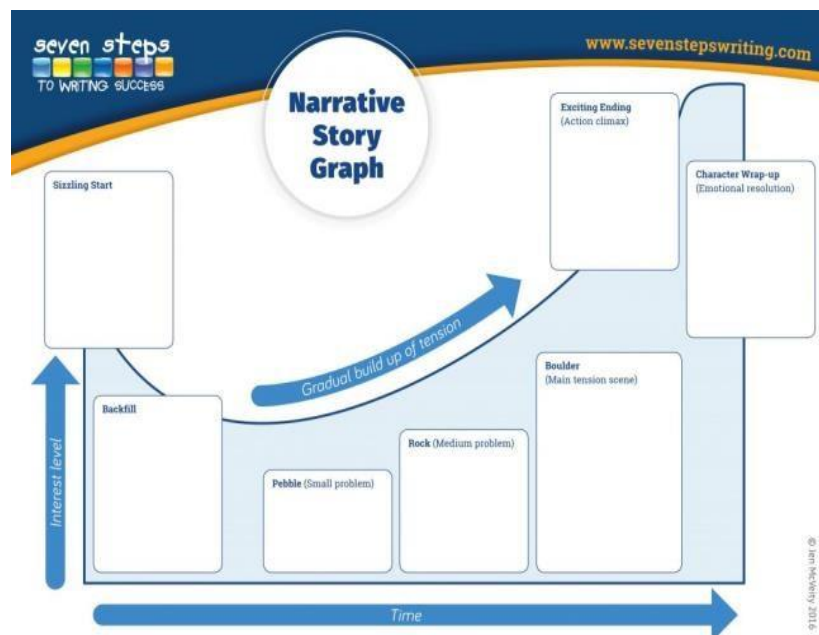 seven steps
TO WRITING SUCCESS
www.sevenstepswriting.com
Narrative
Story
Graph
Sizzling Start
Exciting Ending
(Action climax)
Character Wrap-up
(Emotional resolution)
Gradual build up of tension
Interest level
Backfill
Pebble (Small problem)
Rock (Medium problem)
Boulder
(Main tension scene)
Time
© Jen McVeity 2016